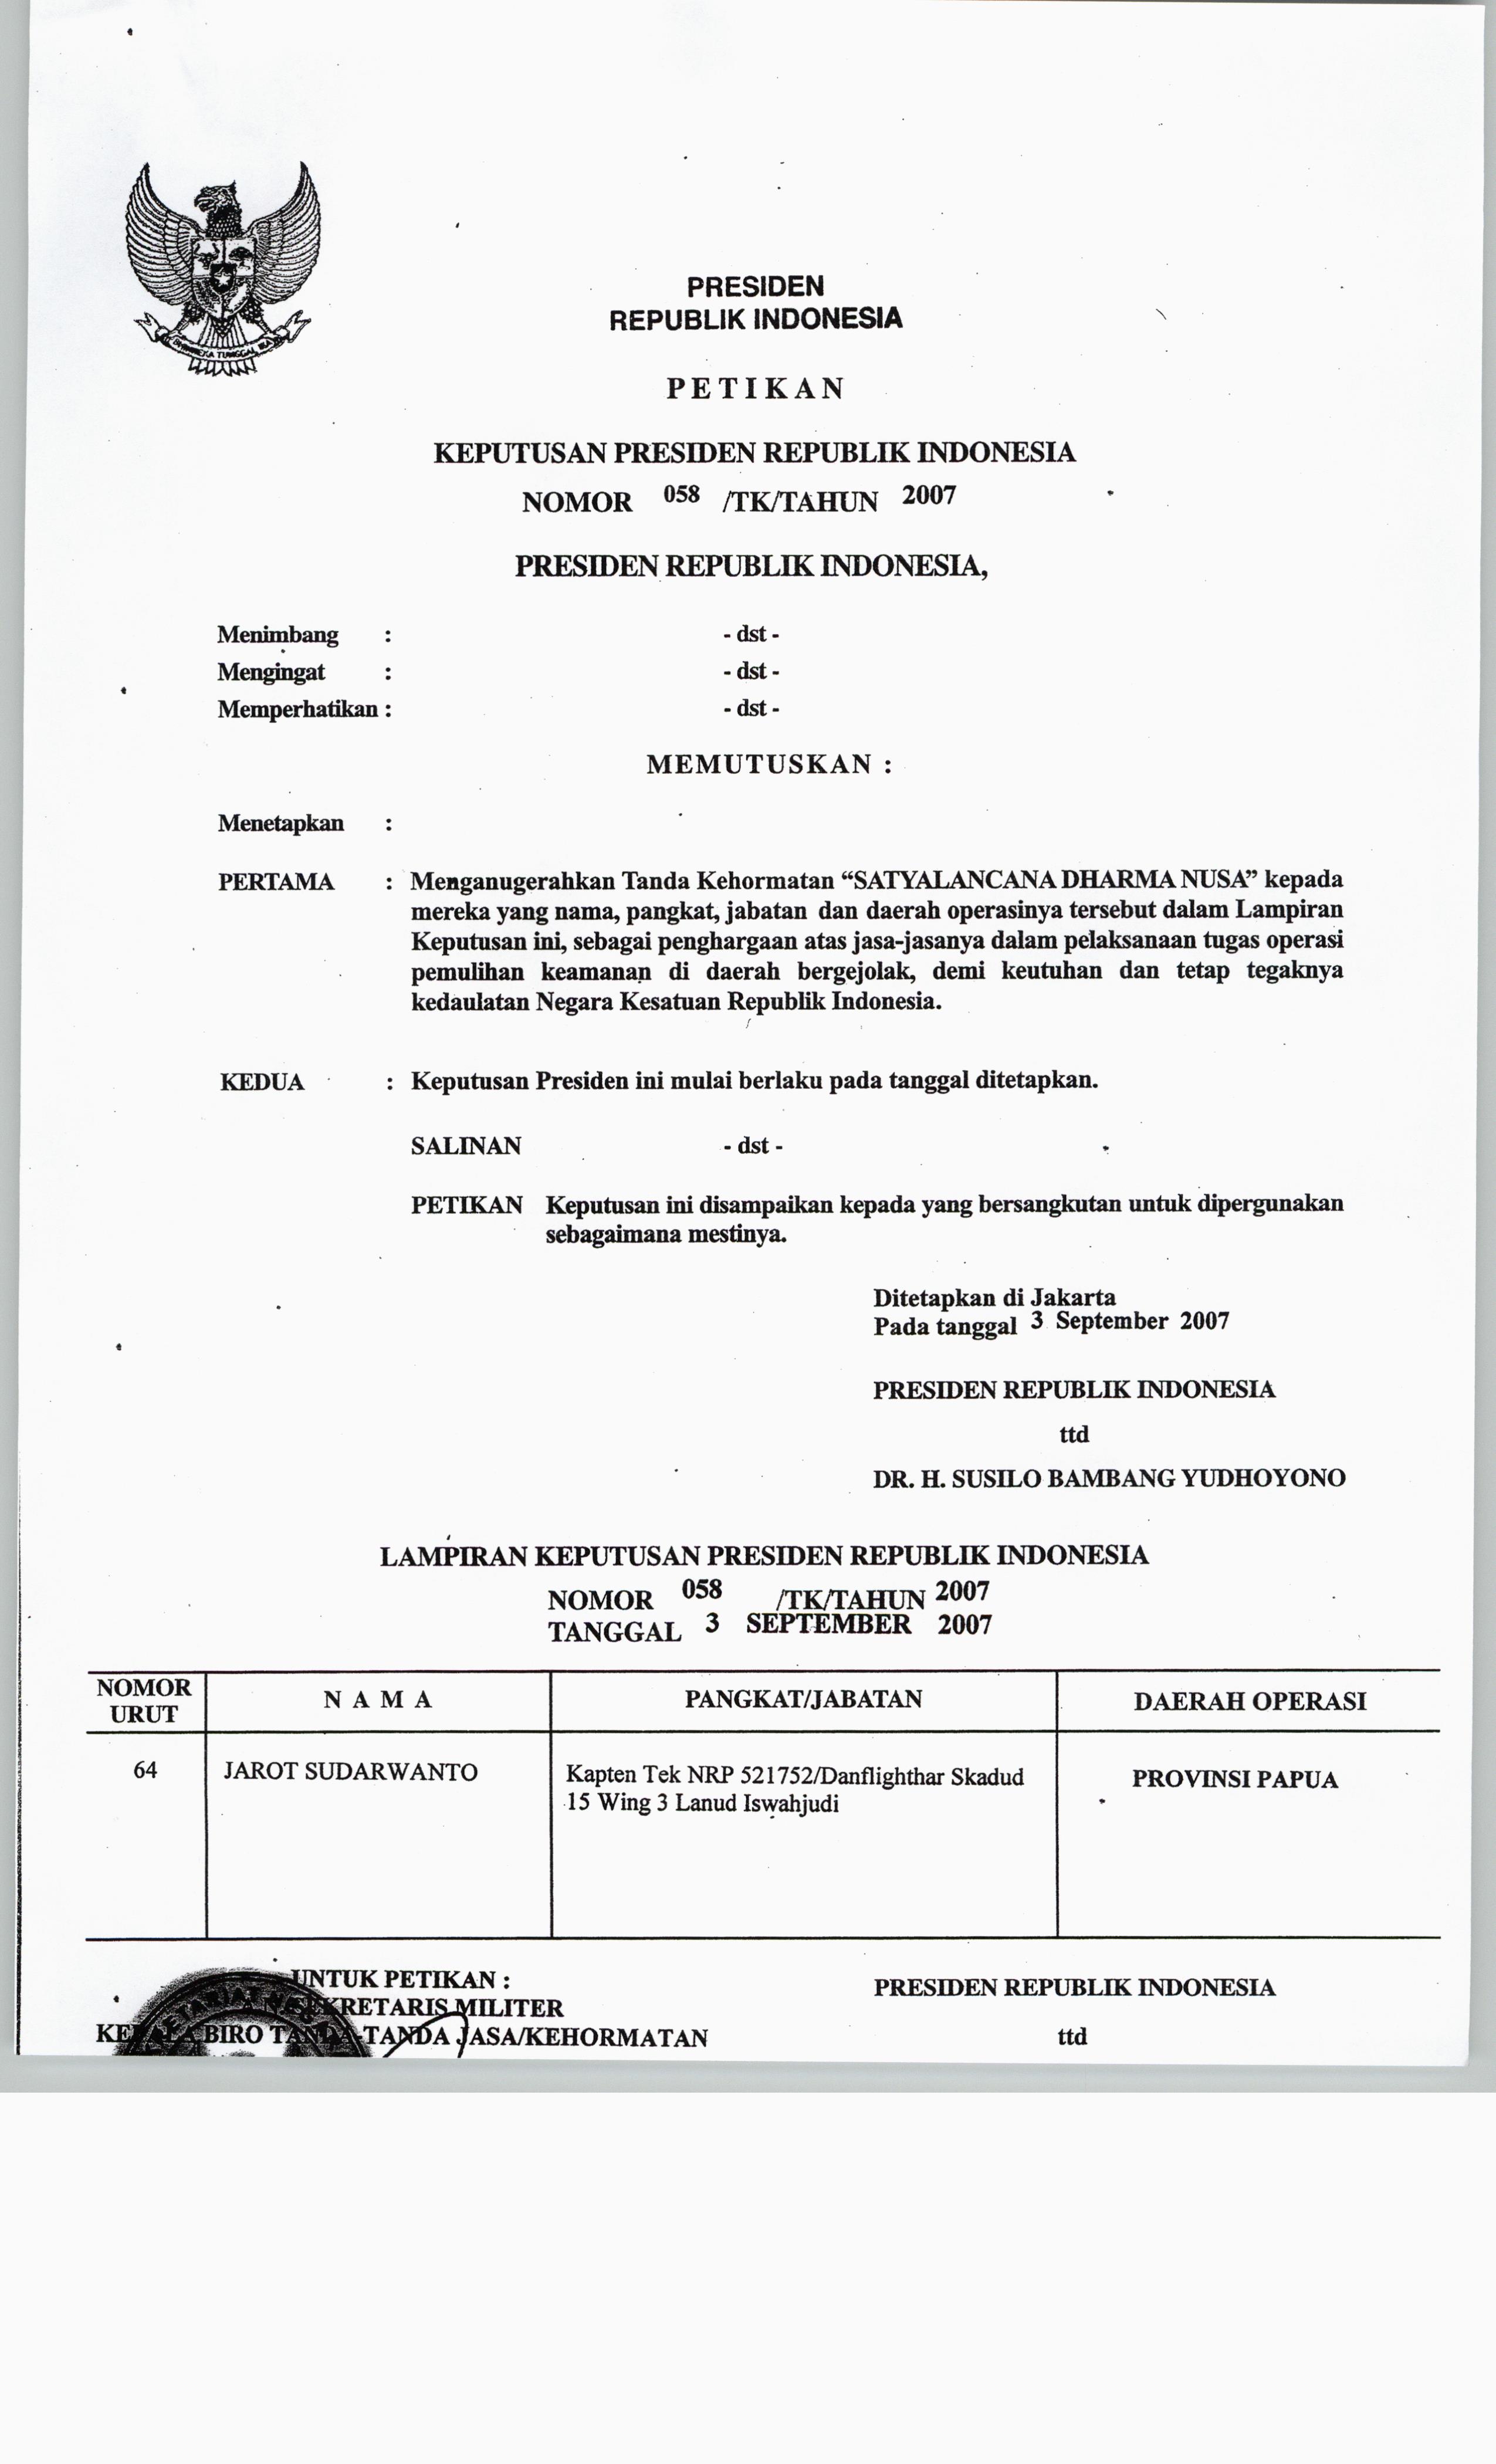 PRESIDEN
REPUBLIK INDONESIA
PETIKAN
KEPUTUSAN PRESIDEN REPUBLIK INDONESIA
NOMOR 058 /TK/TAHUN 2007
PRESIDEN REPUBLIK INDONESIA,
Menimbang : - dst -
Mengingat : - dst -
Memperhatikan : - dst -
MEMUTUSKAN :
Menetapkan :
PERTAMA : Menganugerahkan Tanda Kehormatan “SATYALANCANA DHARMA NUSA” kepada
mereka yang nama, pangkat, jabatan dan daerah operasinya tersebut dalam Lampiran
Keputusan ini, sebagai penghargaan atas jasa-jasanya dalam pelaksanaan tugas operasi
pemulihan keamanan di daerah bergejolak, demi keutuhan dan tetap tegaknya
kedaulatan Negara Kesatuan Republik Indonesia.
KEDUA : Keputusan Presiden ini mulai berlaku pada tanggal ditetapkan.
SALINAN - dst -
PETIKAN Keputusan ini disampaikan kepada yang bersangkutan untuk dipergunakan
sebagaimana mestinya.
Ditetapkan di Jakarta
Pada tanggal 3 September 2007
PRESIDEN REPUBLIK INDONESIA
ttd
DR. H. SUSILO BAMBANG YUDHOYONO
LAMPIRAN KEPUTUSAN PRESIDEN REPUBLIK INDONESIA
NOMOR 058 /TK/TAHUN 2007
TANGGAL 3 SEPTEMBER 2007
NOMOR URUT NAMA PANGKAT/JABATAN DAERAH OPERASI
64 JAROT SUDARWANTO Kapten Tek NRP 521752/Danflighthar Skadud PROVINSI PAPUA
15 Wing 3 Lanud Iswahjudi
UNTUK PETIKAN : PRESIDEN REPUBLIK INDONESIA
SEKRETARIS MILITER
KEPALA BIRO TANDA-TANDA JASA/KEHORMATAN ttd